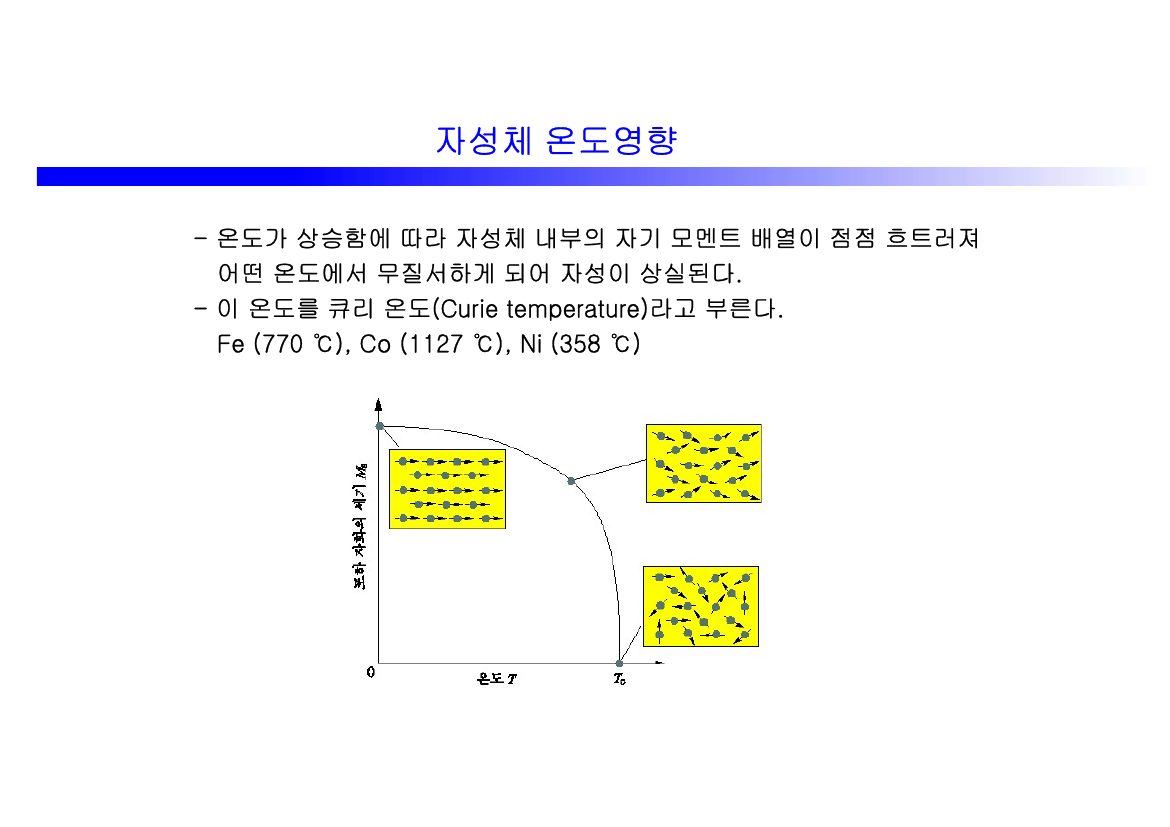 자성체 온도영향
- 온도가 상승함에 따라 자성체 내부의 자기 모멘트 배열이 점점 흐트러져
어떤 온도에서 무질서하게 되어 자성이 상실된다.
- 이 온도를 큐리 온도(Curie temperature)라고 부른다.
Fe (770 ℃), Co (1127 ℃), Ni (358 ℃)
포하 자화의 세기 Ms
0
온도 T
Tc